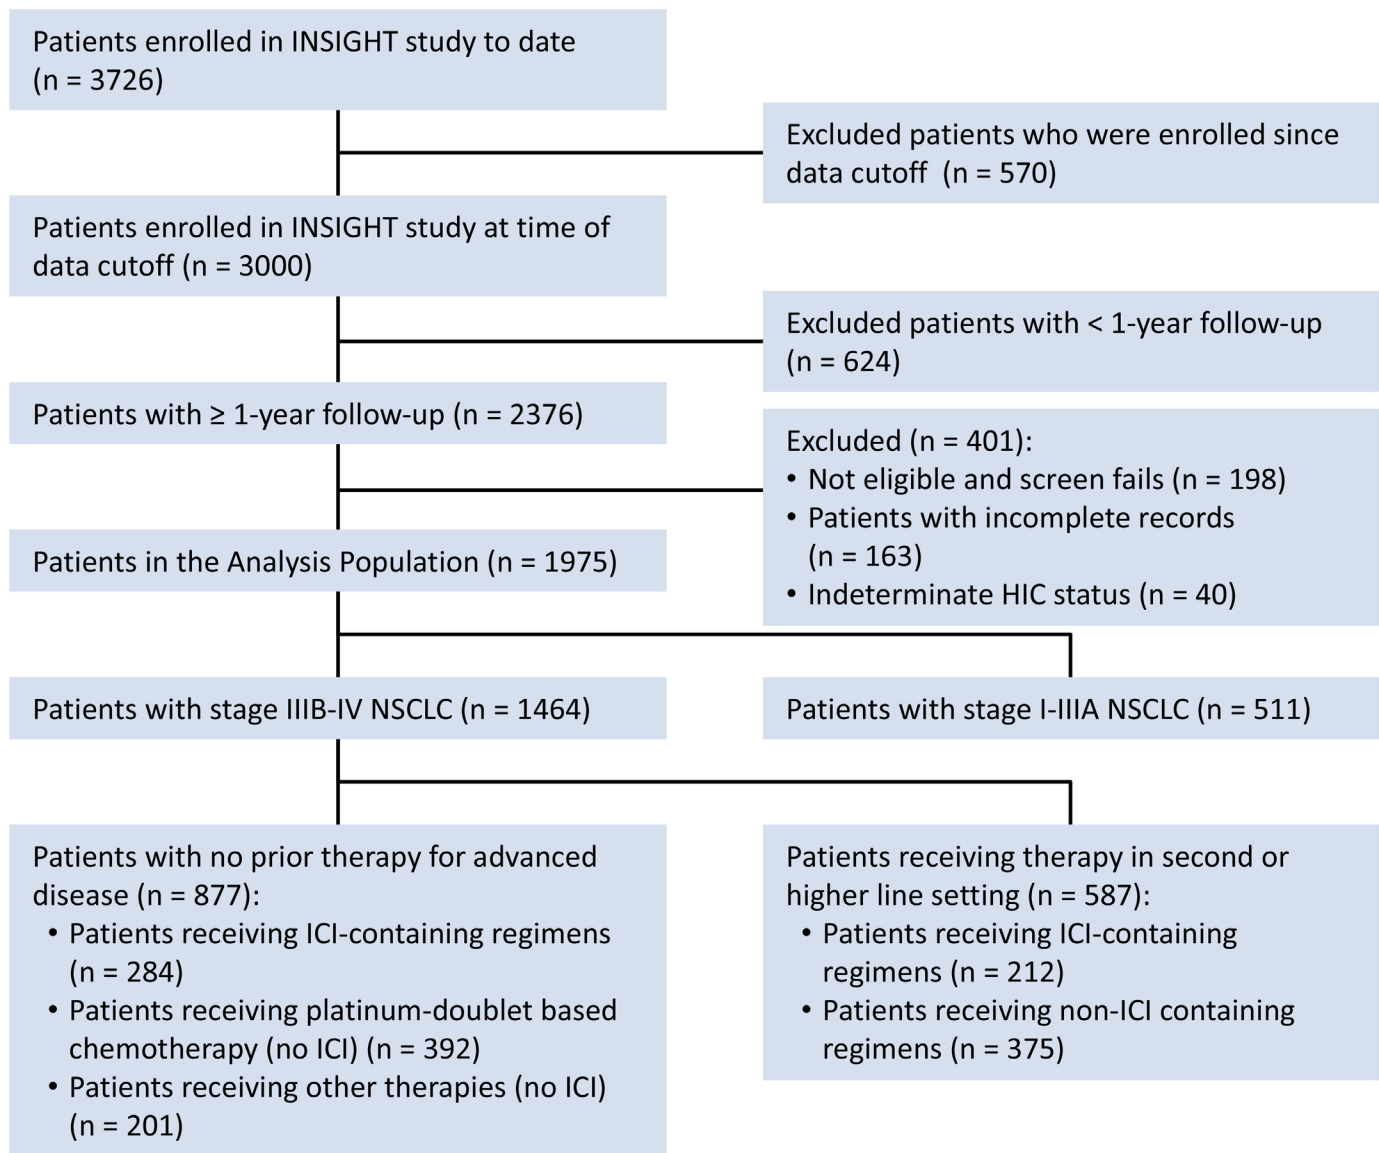 Patients enrolled in INSIGHT study to date
(n = 3726)
Excluded patients who were enrolled since
data cutoff  (n = 570)
Patients enrolled in INSIGHT study at time of
data cutoff (n = 3000)
Excluded patients with < 1-year follow-up
(n = 624)
Patients with ≥ 1-year follow-up (n = 2376)
Excluded (n = 401):
• Not eligible and screen fails (n = 198)
• Patients with incomplete records
(n = 163)
• Indeterminate HIC status (n = 40)
Patients in the Analysis Population (n = 1975)
Patients with stage IIIB-IV NSCLC (n = 1464)
Patients with stage I-IIIA NSCLC (n = 511)
Patients with no prior therapy for advanced
disease (n = 877):
• Patients receiving ICI-containing regimens
(n = 284)
• Patients receiving platinum-doublet based
chemotherapy (no ICI) (n = 392)
• Patients receiving other therapies (no ICI)
(n = 201)
Patients receiving therapy in second or
higher line setting (n = 587):
• Patients receiving ICI-containing
regimens (n = 212)
• Patients receiving non-ICI containing
regimens (n = 375)